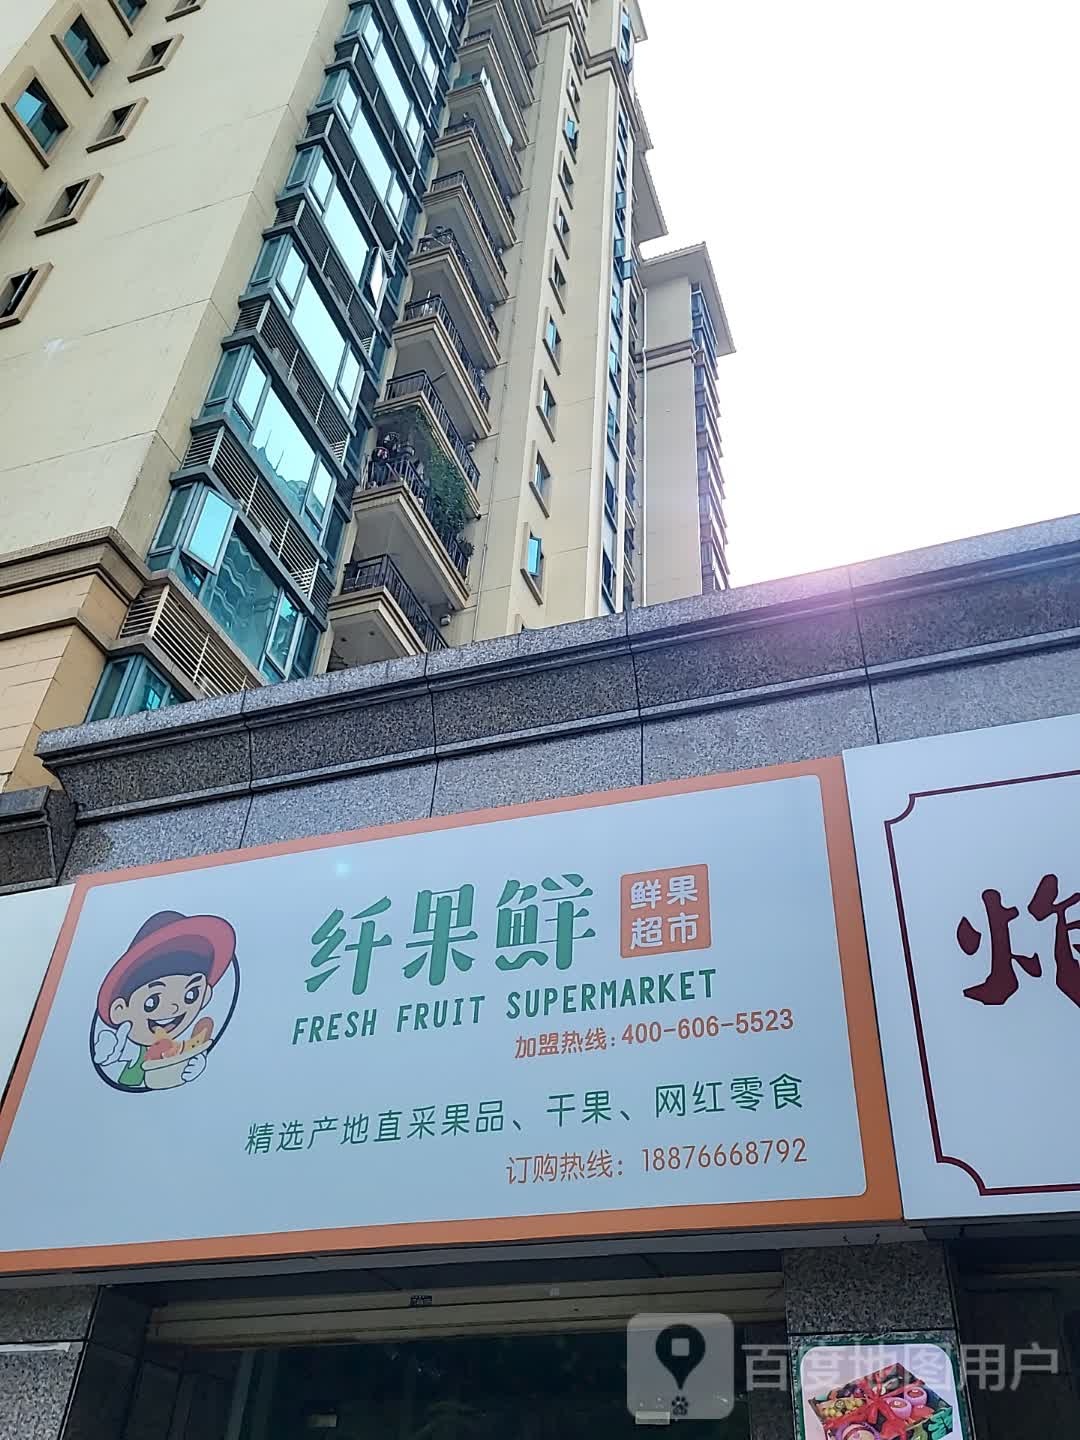 纤果鲜
鲜果
超市
FRESH FRUIT SUPERMARKET
加盟热线:400-606-5523
精选产地直采果品、干果、网红零食
订购热线：18876668792
炮
百度地图用户